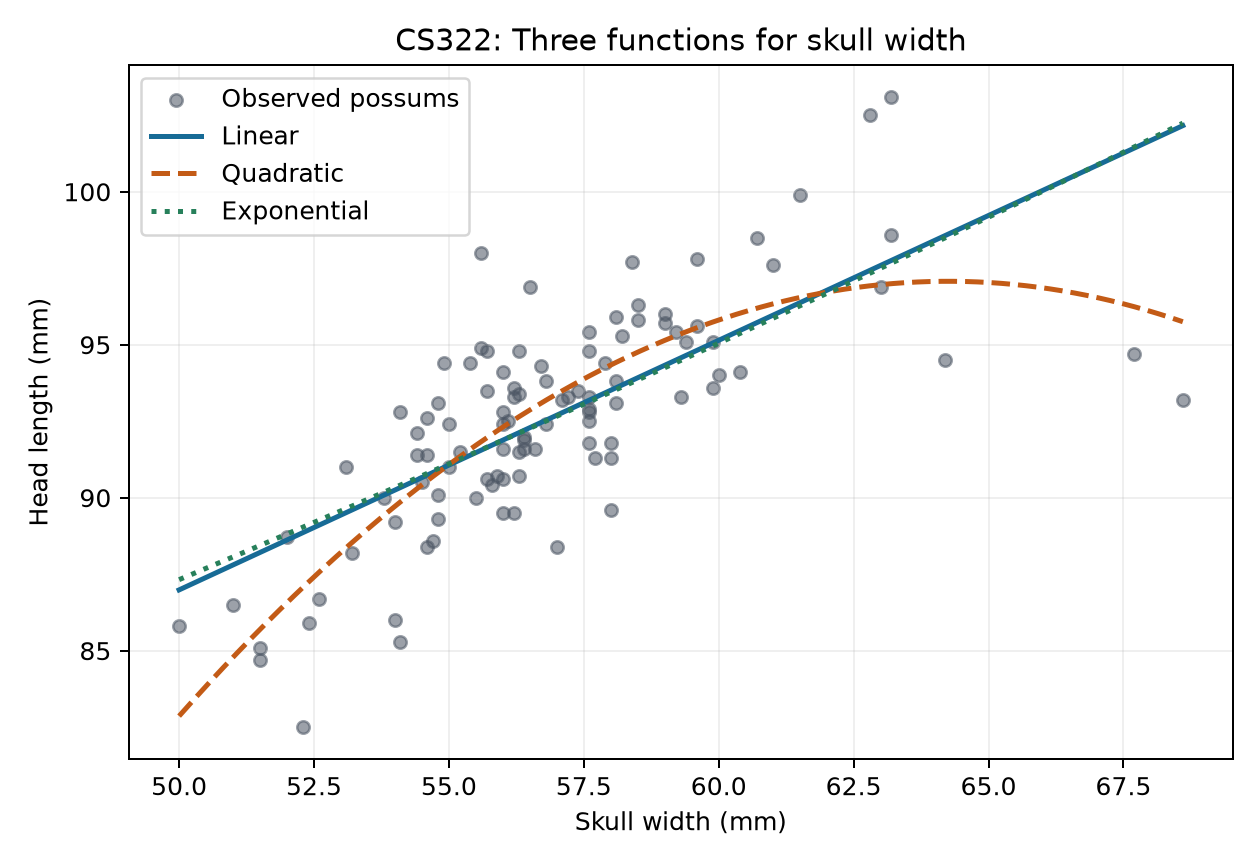 CS322: Three functions for skull width
Observed possums
Linear
Quadratic
Exponential
Head length (mm)
100
95
90
85
50.0 52.5 55.0 57.5 60.0 62.5 65.0 67.5
Skull width (mm)